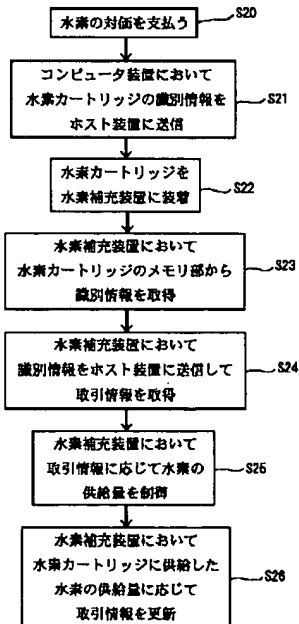 水素の対価を支払う
S20
コンピュータ装置において
水素カートリッジの識別情報を
ホスト装置に送信
S21
水素カートリッジを
水素補充装置に装着
S22
水素補充装置において
水素カートリッジのメモリ部から
識別情報を取得
S23
水素補充装置において
識別情報をホスト装置に送信して
取引情報を取得
S24
水素補充装置において
取引情報に応じて水素の
供給量を制御
S25
水素補充装置において
水素カートリッジに供給した
水素の供給量に応じて
取引情報を更新
S26